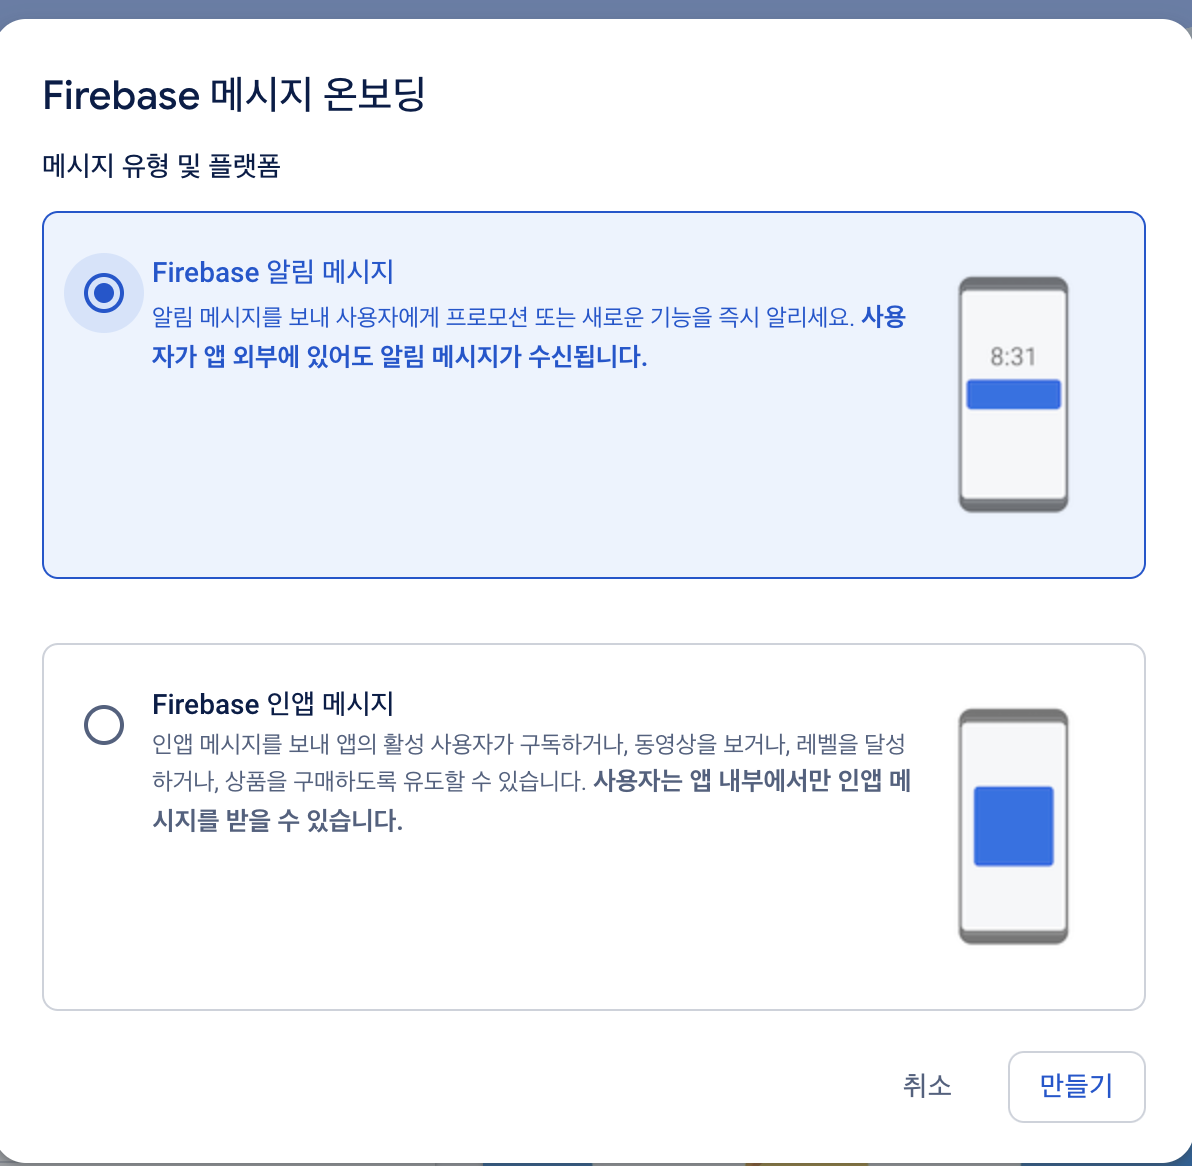 Firebase 메시지 온보딩
메시지 유형 및 플랫폼
Firebase 알림 메시지
알림 메시지를 보내 사용자에게 프로모션 또는 새로운 기능을 즉시 알리세요. 사용
자가 앱 외부에 있어도 알림 메시지가 수신됩니다.
8:31
Firebase 인앱 메시지
인앱 메시지를 보내 앱의 활성 사용자가 구독하거나, 동영상을 보거나, 레벨을 달성
하거나, 상품을 구매하도록 유도할 수 있습니다. 사용자는 앱 내부에서만 인앱 메
시지를 받을 수 있습니다.
취소
만들기